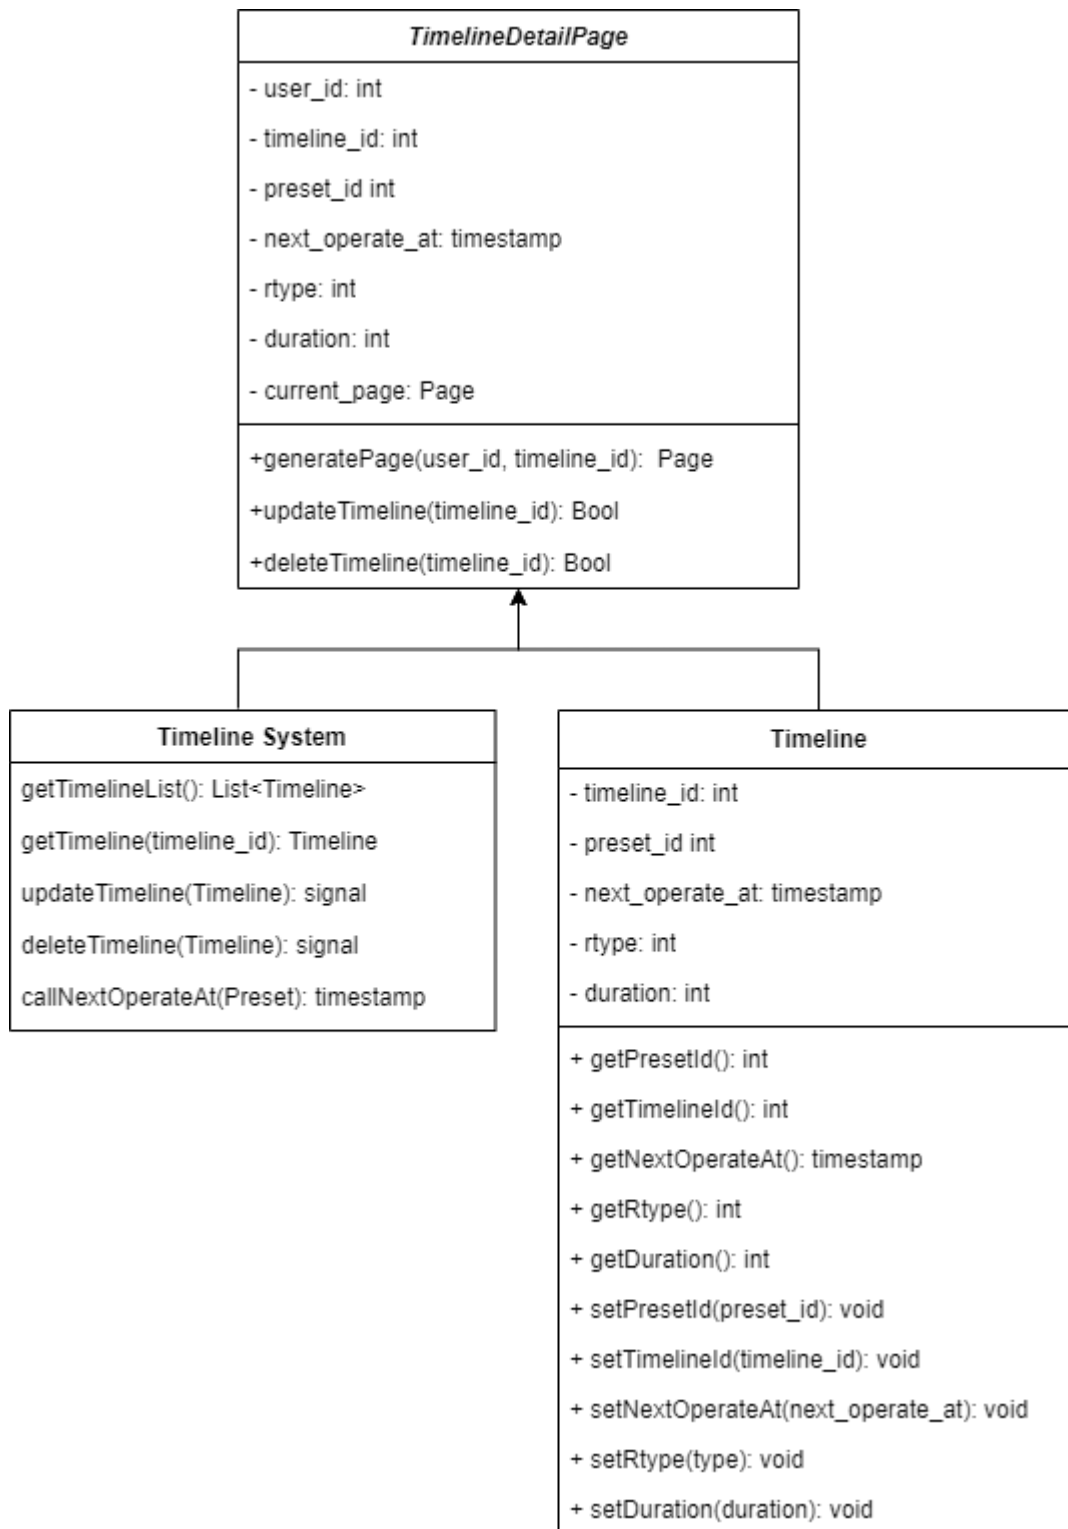 TimelineDetailPage
- user_id: int
- timeline_id: int
- preset_id int
- next_operate_at: timestamp
- rtype: int
- duration: int
- current_page: Page
+generatePage(user_id, timeline_id): Page
+updateTimeline(timeline_id): Bool
+deleteTimeline(timeline_id): Bool
Timeline System
getTimelineList(): List<Timeline>
getTimeline(timeline_id): Timeline
updateTimeline(Timeline): signal
deleteTimeline(Timeline): signal
callNextOperateAt(Preset): timestamp
Timeline
- timeline_id: int
- preset_id int
- next_operate_at: timestamp
- rtype: int
- duration: int
+ getPresetId(): int
+ getTimelineId(): int
+ getNextOperateAt(): timestamp
+ getRtype(): int
+ getDuration(): int
+ setPresetId(preset_id): void
+ setTimelineId(timeline_id): void
+ setNextOperateAt(next_operate_at): void
+ setRtype(type): void
+ setDuration(duration): void